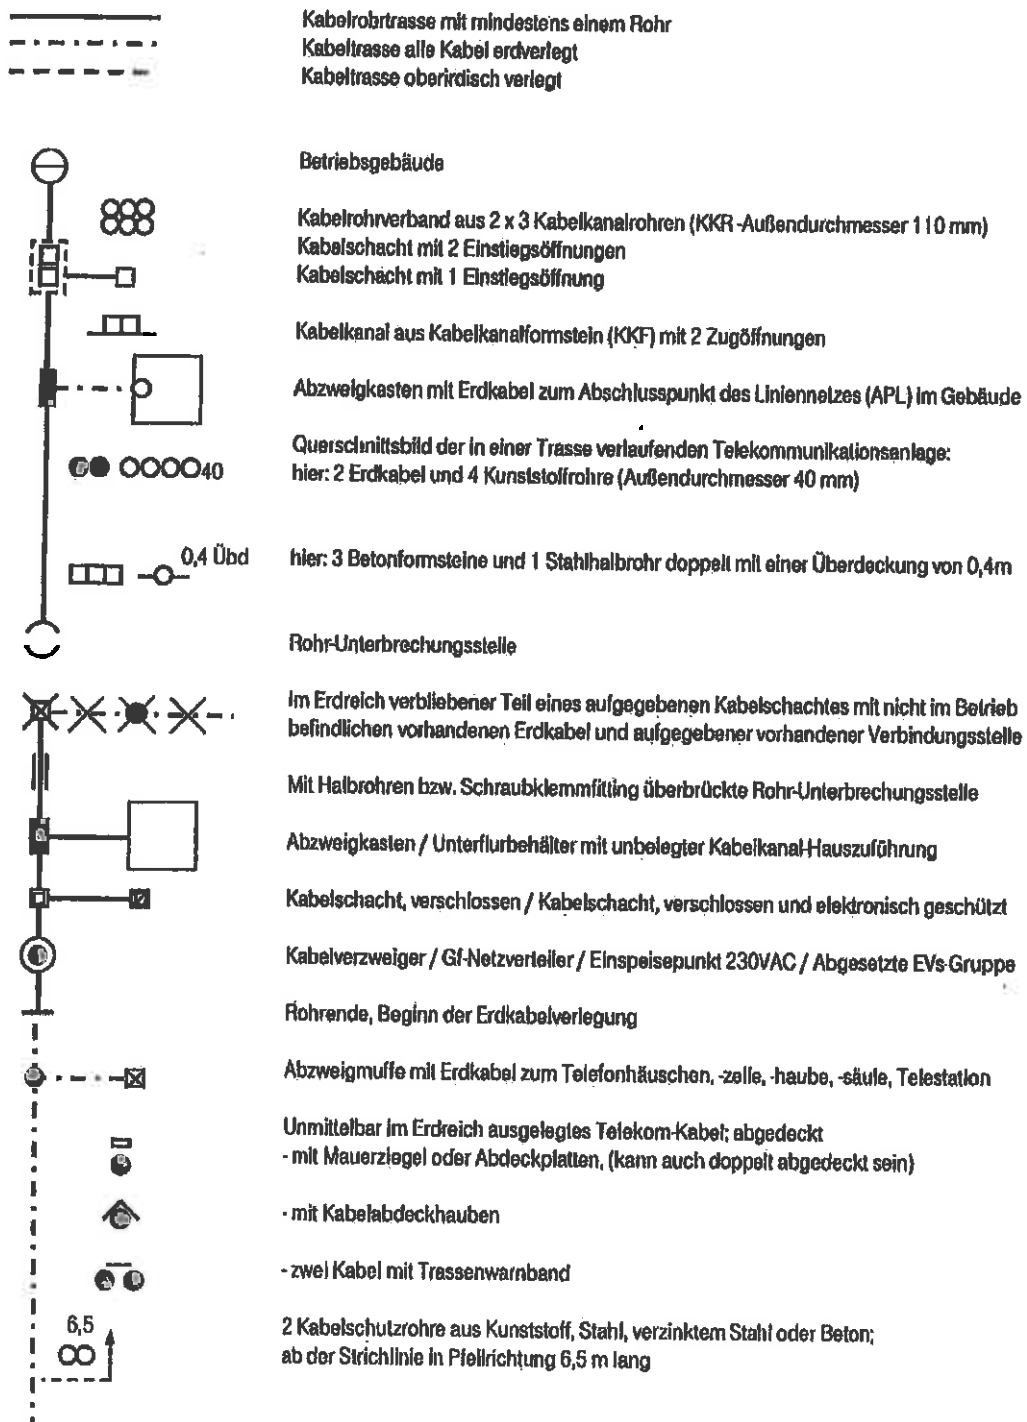 Kabelrohrtrasse mit mindestens einem Rohr
Kabeltrasse alle Kabel erdverlegt
Kabeltrasse oberirdisch verlegt
Betriebsgebäude
Kabelrohrverband aus 2 x 3 Kabelkanalrohren (KKR -Außendurchmesser 110 mm)
Kabelschacht mit 2 Einstiegsöffnungen
Kabelschacht mit 1 Einstiegsöffnung
Kabelkanal aus Kabelkanalformstein (KKF) mit 2 Zugöffnungen
Abzweigkasten mit Erdkabel zum Abschlusspunkt des Liniennetzes (APL) im Gebäude
Querschnittsbild der in einer Trasse verlaufenden Telekommunikationsanlage:
40 hier: 2 Erdkabel und 4 Kunststoffrohre (Außendurchmesser 40 mm)
0,4 Übd hier: 3 Betonformsteine und 1 Stahlhalbrohr doppelt mit einer Überdeckung von 0,4m
Rohr-Unterbrechungsstelle
Im Erdreich verbliebener Teil eines aufgegebenen Kabelschachtes mit nicht im Betrieb
befindlichen vorhandenen Erdkabel und aufgegebener vorhandener Verbindungsstelle
Mit Halbrohren bzw. Schraubklemmfitting überbrückte Rohr-Unterbrechungsstelle
Abzweigkasten / Unterflurbehälter mit unbelegter Kabelkanal-Hauszuführung
Kabelschacht, verschlossen / Kabelschacht, verschlossen und elektronisch geschützt
Kabelverzweiger / Gf-Netzverteiler / Einspeisepunkt 230VAC / Abgesetzte EVs-Gruppe
Rohrende, Beginn der Erdkabelverlegung
Abzweigmuffe mit Erdkabel zum Telefonhäuschen, -zelle, -haube, -säule, Telestation
Unmittelbar im Erdreich ausgelegtes Telekom-Kabel; abgedeckt
- mit Mauerziegel oder Abdeckplatten, (kann auch doppelt abgedeckt sein)
- mit Kabelabdeckhauben
- zwei Kabel mit Trassenwarnband
6,5
2 Kabelschutzrohre aus Kunststoff, Stahl, verzinktem Stahl oder Beton;
ab der Strichlinie in Pfeilrichtung 6,5 m lang